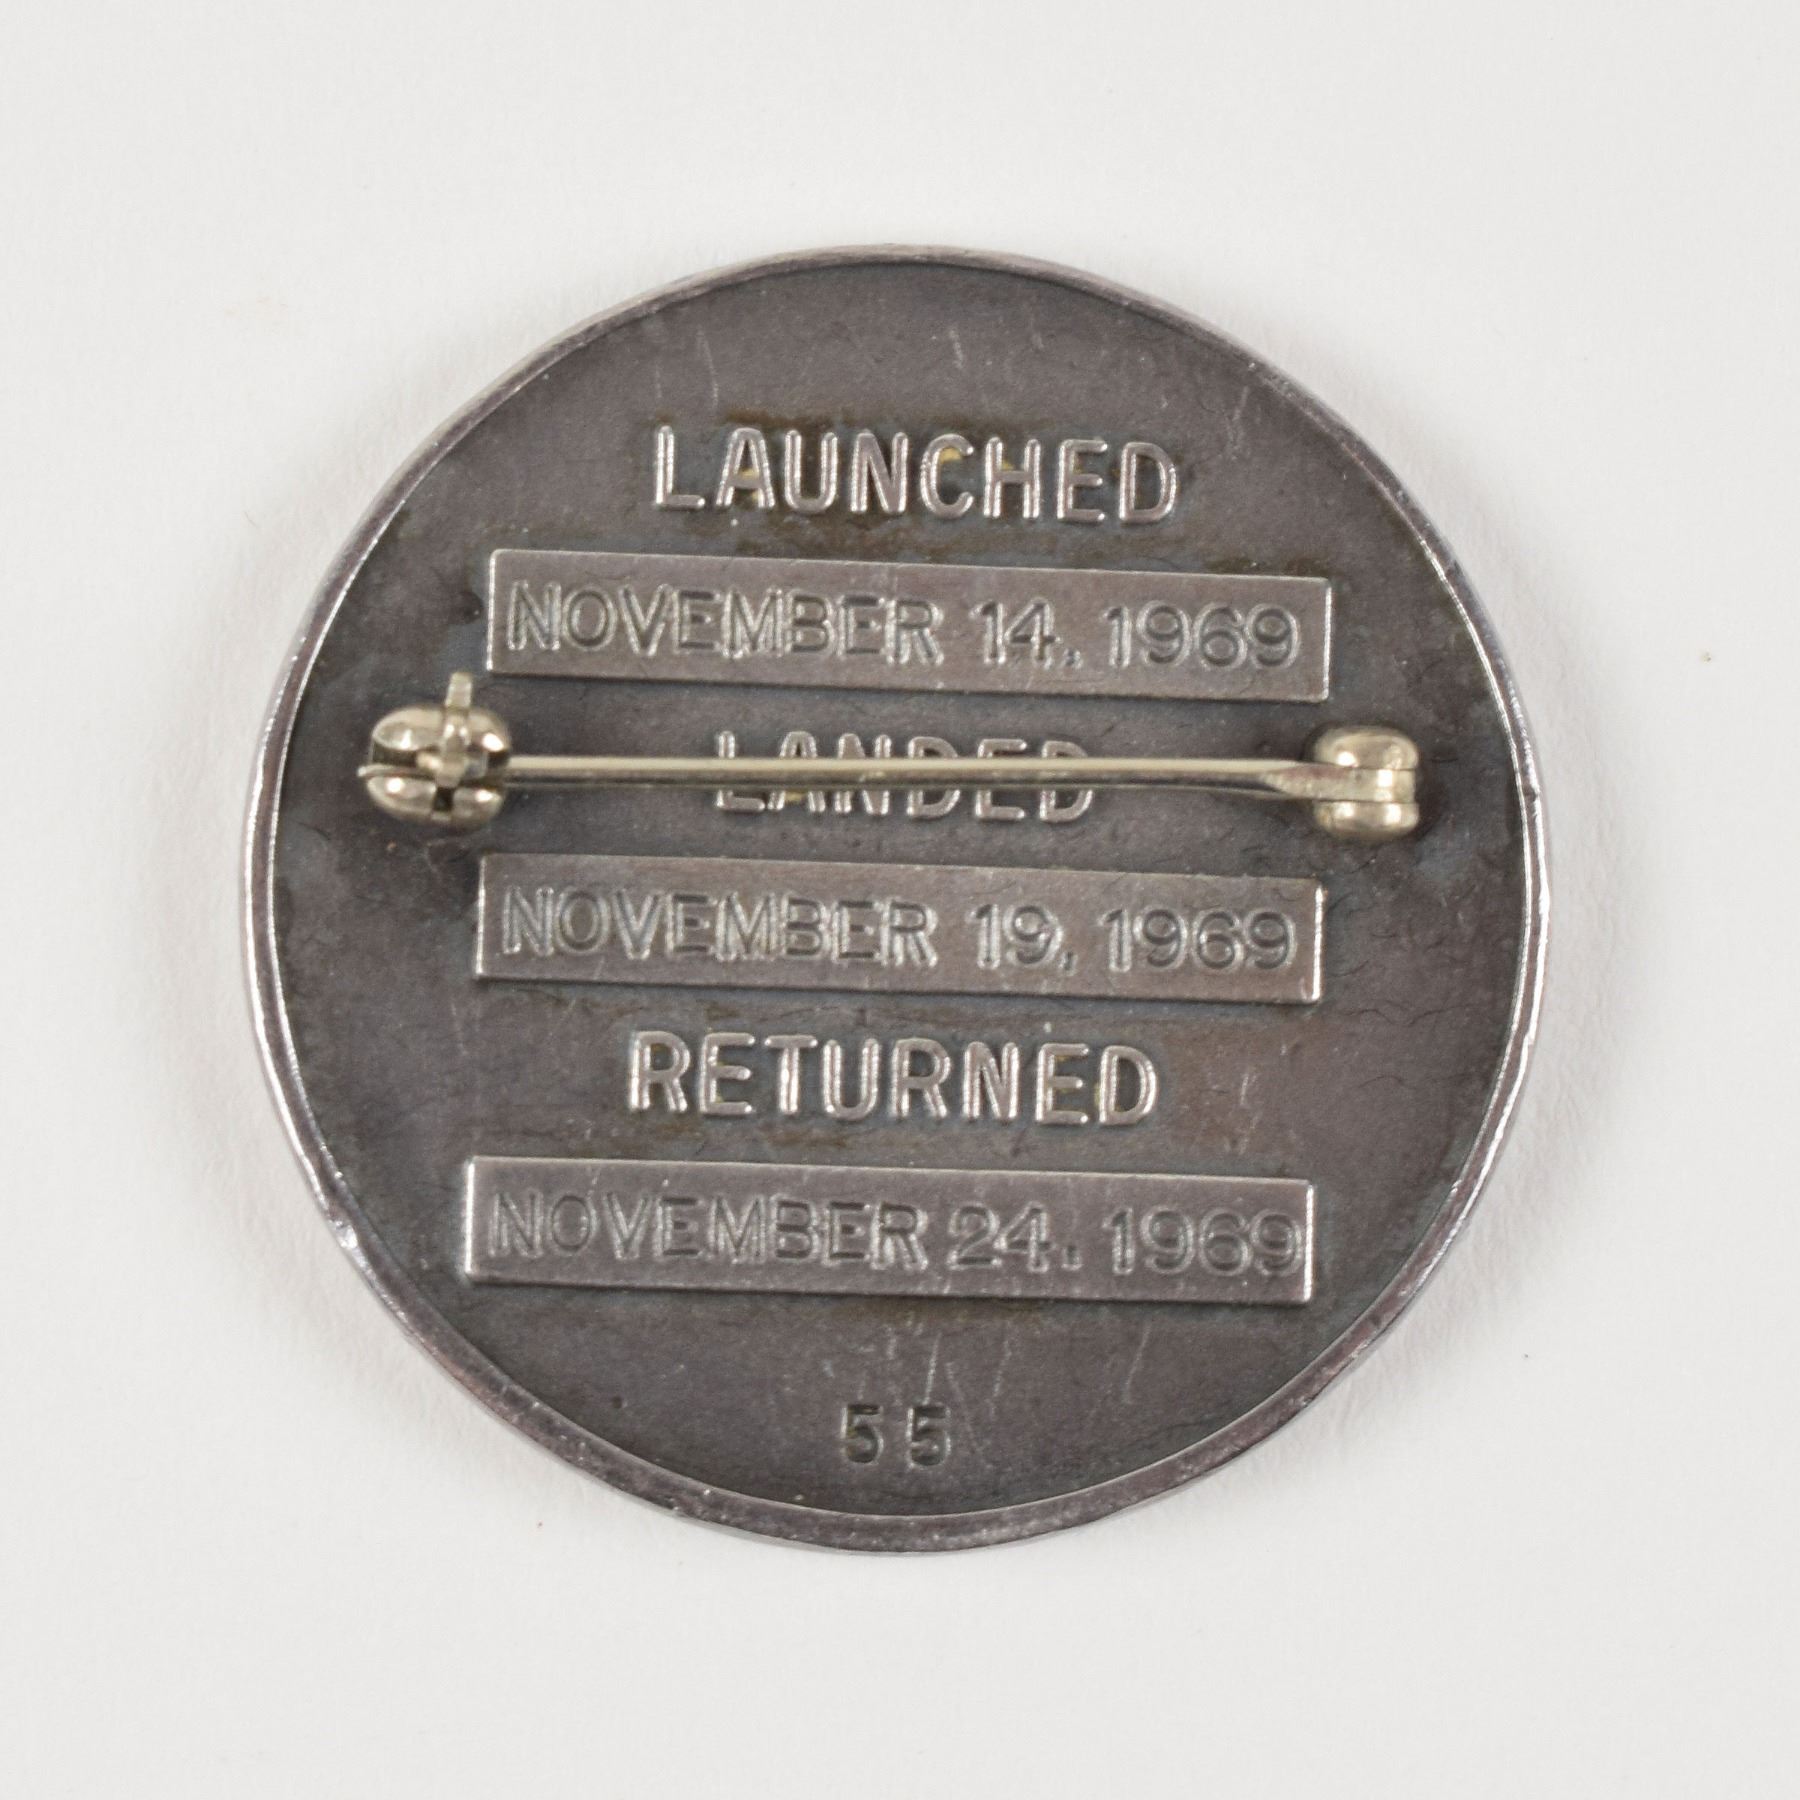 LAUNCHED
NOVEMBER 14, 1969
LANDED
NOVEMBER 19, 1969
RETURNED
NOVEMBER 24, 1969
55